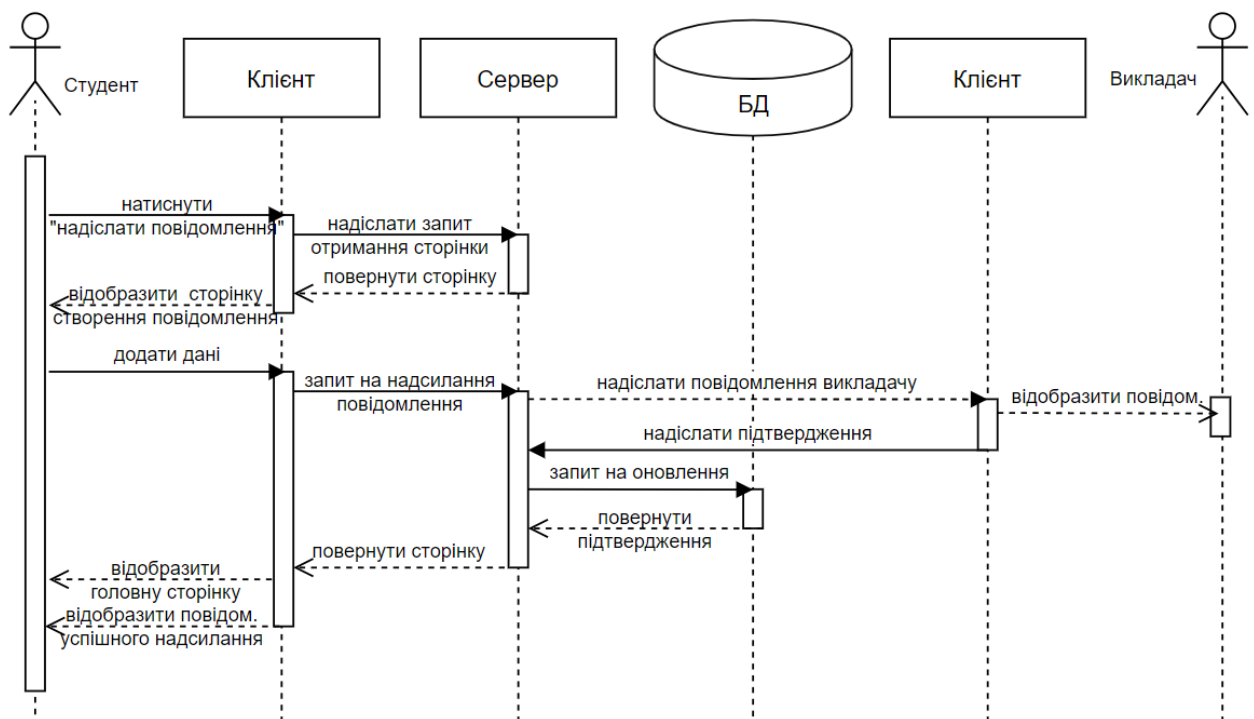 Студент
Клієнт
Сервер
БД
Клієнт
Викладач
натиснути
"надіслати повідомлення"
надіслати запит
отримання сторінки
повернути сторінку
відобразити  сторінку
створення повідомлення
додати дані
запит на надсилання
повідомлення
надіслати повідомлення викладачу
відобразити повідом.
надіслати підтвердження
запит на оновлення
повернути
підтвердження
повернути сторінку
відобразити
головну сторінку
відобразити повідом.
успішного надсилання